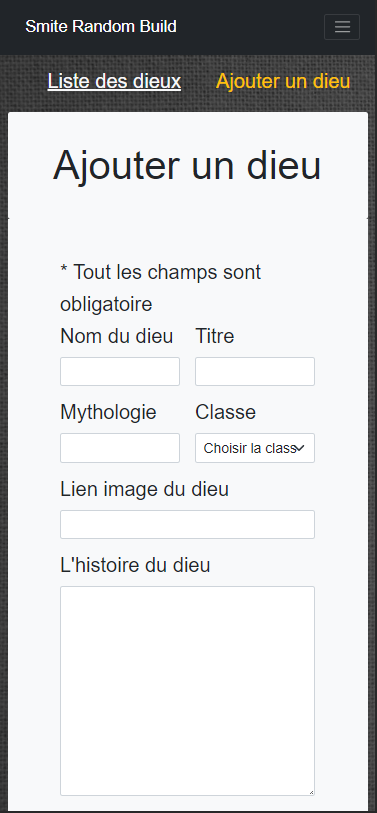 Smite Random Build
Liste des dieux Ajouter un dieu
Ajouter un dieu
* Tout les champs sont
obligatoire
Nom du dieu Titre
Mythologie Classe
Choisir la class
Lien image du dieu
L'histoire du dieu